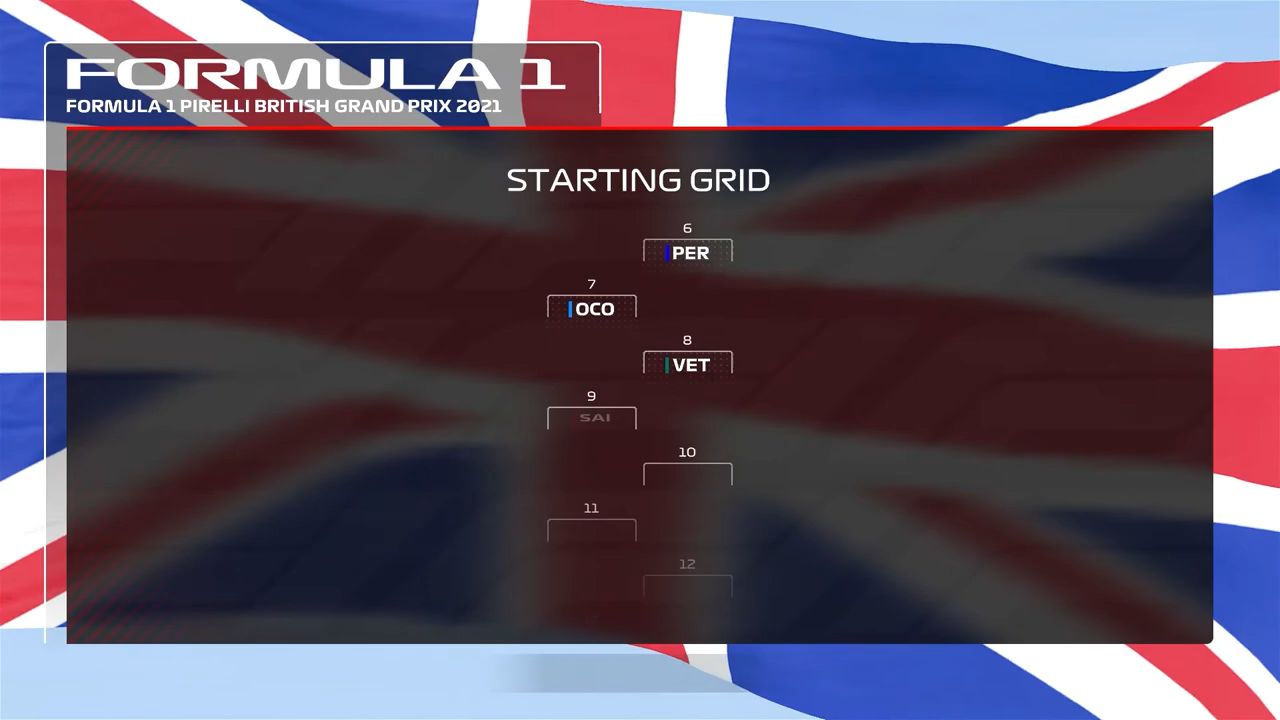 FORMULA 1
FORMULA 1 PIRELLI BRITISH GRAND PRIX 2021
STARTING GRID
6
PER
7
OCO
8
VET
9
SAI
10
11
12